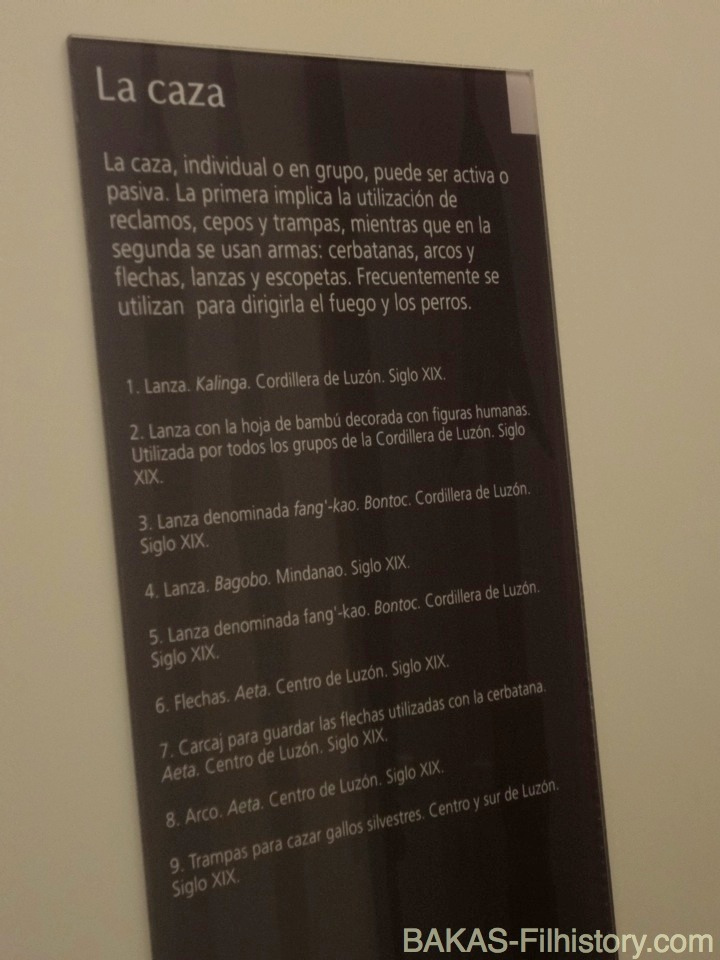 La caza
La caza, individual o en grupo, puede ser activa o
pasiva. La primera implica la utilización de
reclamos, cepos y trampas, mientras que en la
segunda se usan armas: cerbatanas, arcos y
flechas, lanzas y escopetas. Frecuentemente se
utilizan para dirigirla el fuego y los perros.
1. Lanza. Kalinga. Cordillera de Luzón. Siglo XIX.
2. Lanza con la hoja de bambú decorada con figuras humanas.
Utilizada por todos los grupos de la Cordillera de Luzón. Siglo
XIX.
3. Lanza denominada fang'-kao. Bontoc. Cordillera de Luzón.
Siglo XIX.
4. Lanza. Bagobo. Mindanao. Siglo XIX.
5. Lanza denominada fang'-kao. Bontoc. Cordillera de Luzón.
Siglo XIX.
6. Flechas. Aeta. Centro de Luzón. Siglo XIX.
7. Carcaj para guardar las flechas utilizadas con la cerbatana.
Aeta. Centro de Luzón. Siglo XIX.
8. Arco. Aeta. Centro de Luzón. Siglo XIX.
9. Trampas para cazar gallos silvestres. Centro y sur de Luzón.
Siglo XIX.
BAKAS-Filhistory.com